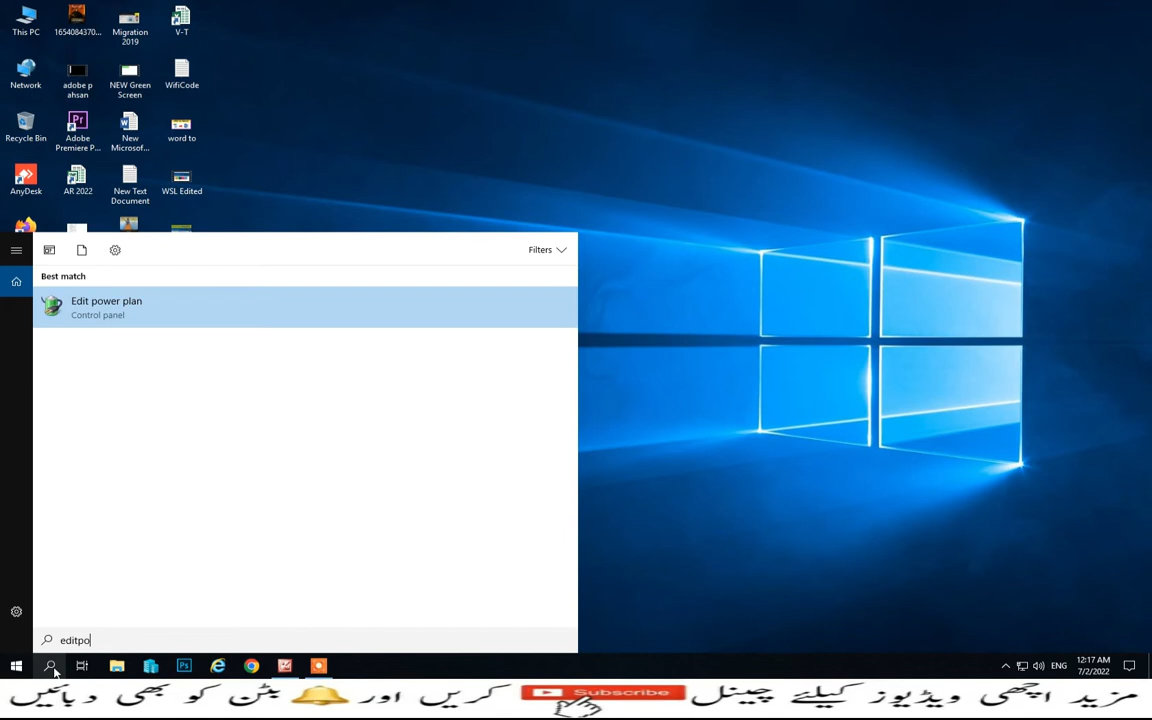 This PC
1654084370...
Migration
2019
V-T
Network
adobe p
ahsan
NEW Green
Screen
WifiCode
Recycle Bin
Adobe
Premiere P...
New
Microsof...
word to
AnyDesk
AR 2022
New Text
Document
WSL Edited
Filters
Best match
Edit power plan
Control panel
editpo
ENG
12:17 AM
7/2/2022
مزید اچھی ویڈیوز کیلئے چینل Subscribe کریں اور بٹن کو بھی دبائیں